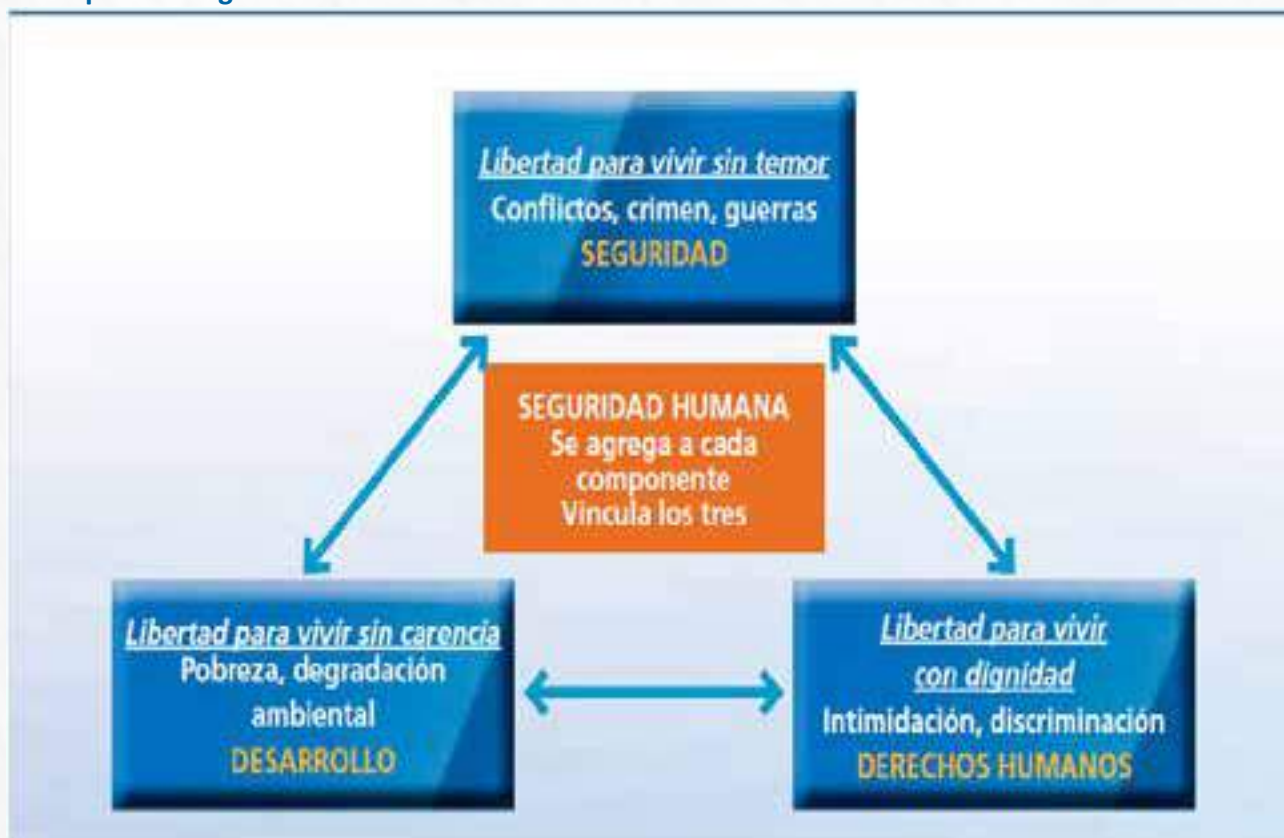 Libertad para vivir sin temor
Conflictos, crimen, guerras
SEGURIDAD
SEGURIDAD HUMANA
Se agrega a cada
componente
Vincula los tres
Libertad para vivir sin carencia
Pobreza, degradación
ambiental
DESARROLLO
Libertad para vivir
con dignidad
Intimidación, discriminación
DERECHOS HUMANOS